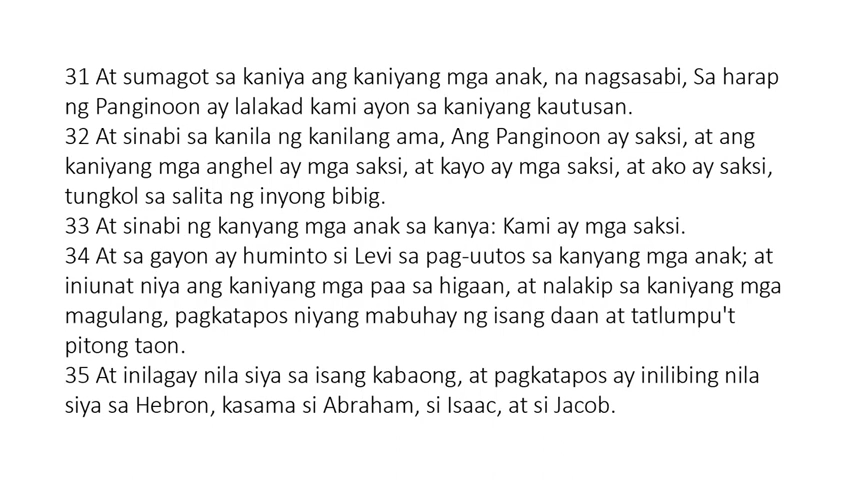 31 At sumagot sa kaniya ang kaniyang mga anak, na nagsasabi, Sa harap
ng Panginoon ay lalakad kami ayon sa kaniyang kautusan.
32 At sinabi sa kanila ng kanilang ama, Ang Panginoon ay saksi, at ang
kaniyang mga anghel ay mga saksi, at kayo ay mga saksi, at ako ay saksi,
tungkol sa salita ng inyong bibig.
33 At sinabi ng kanyang mga anak sa kanya: Kami ay mga saksi.
34 At sa gayon ay huminto si Levi sa pag-uutos sa kanyang mga anak; at
iniunat niya ang kaniyang mga paa sa higaan, at nalakip sa kaniyang mga
magulang, pagkatapos niyang mabuhay ng isang daan at tatlumpu't
pitong taon.
35 At inilagay nila siya sa isang kabaong, at pagkatapos ay inilibing nila
siya sa Hebron, kasama si Abraham, si Isaac, at si Jacob.